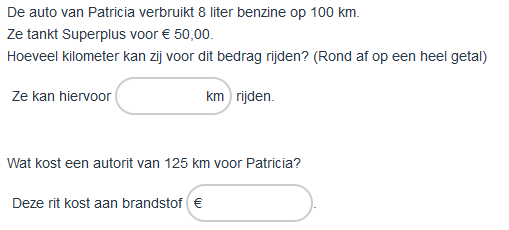 De auto van Patricia verbruikt 8 liter benzine op 100 km.
Ze tankt Superplus voor € 50,00.
Hoeveel kilometer kan zij voor dit bedrag rijden? (Rond af op een heel getal)
Ze kan hiervoor km rijden.
Wat kost een autorit van 125 km voor Patricia?
Deze rit kost aan brandstof € .